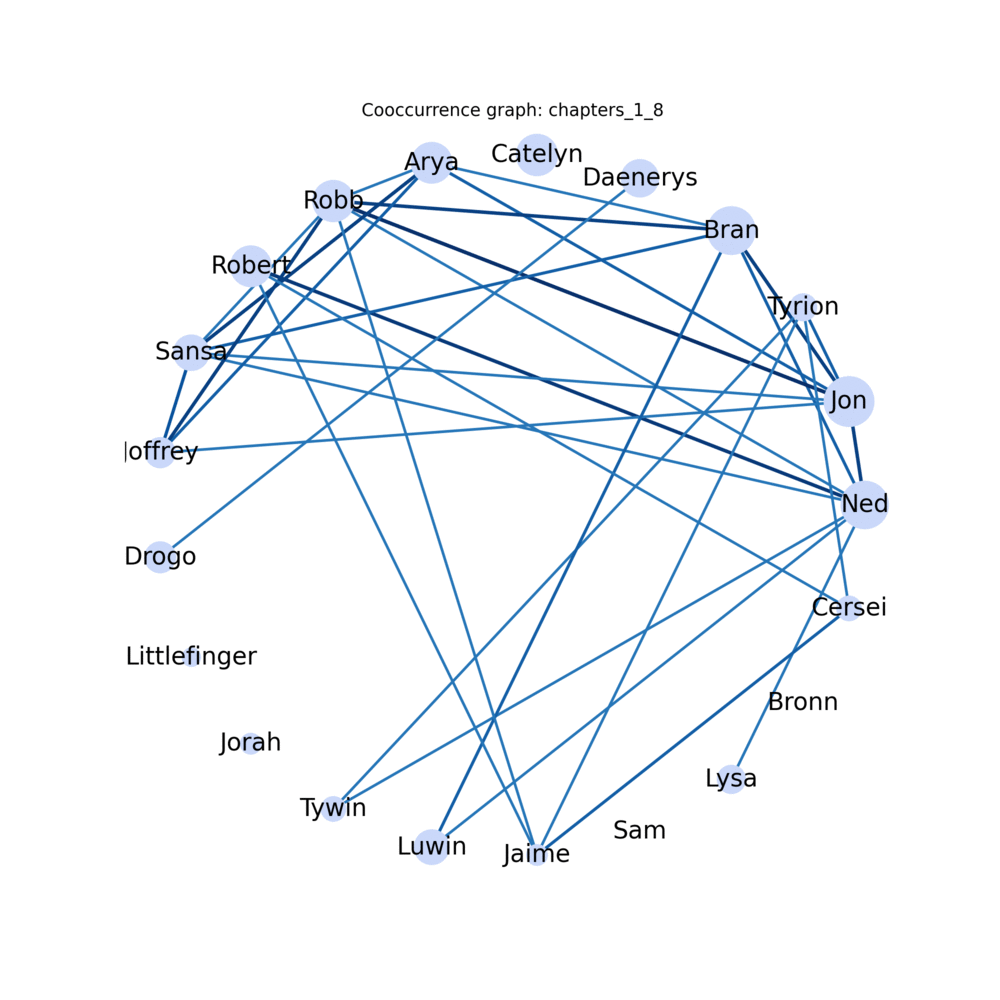 Cooccurrence graph: chapters_1_8
Catelyn
Arya
Daenerys
Robb
Bran
Robert
Tyrion
Sansa
Jon
Joffrey
Ned
Drogo
Cersei
Littlefinger
Bronn
Jorah
Lysa
Tywin
Sam
Luwin
Jaime